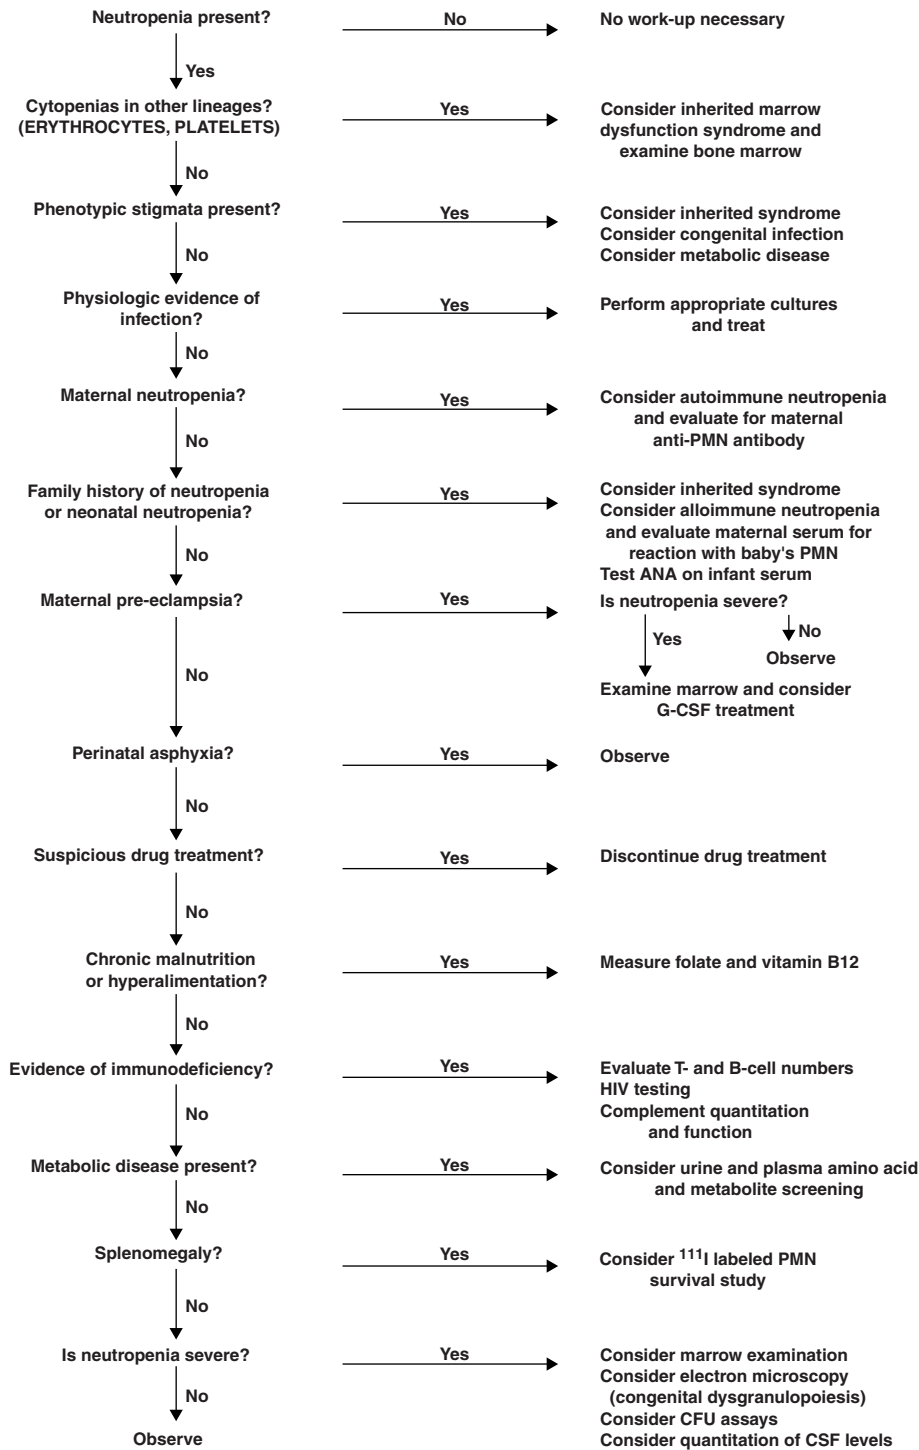 Neutropenia present?
No
No work-up necessary
Yes
Cytopenias in other lineages?
(ERYTHROCYTES, PLATELETS)
Yes
Consider inherited marrow
dysfunction syndrome and
examine bone marrow
No
Phenotypic stigmata present?
Yes
Consider inherited syndrome
Consider congenital infection
Consider metabolic disease
No
Physiologic evidence of
infection?
Yes
Perform appropriate cultures
and treat
No
Maternal neutropenia?
Yes
Consider autoimmune neutropenia
and evaluate for maternal
anti-PMN antibody
No
Family history of neutropenia
or neonatal neutropenia?
Yes
Consider inherited syndrome
Consider alloimmune neutropenia
and evaluate maternal serum for
reaction with baby's PMN
Test ANA on infant serum
No
Maternal pre-eclampsia?
Yes
Is neutropenia severe?
Yes
No
Observe
Examine marrow and consider
G-CSF treatment
No
Perinatal asphyxia?
Yes
Observe
No
Suspicious drug treatment?
Yes
Discontinue drug treatment
No
Chronic malnutrition
or hyperalimentation?
Yes
Measure folate and vitamin B12
No
Evidence of immunodeficiency?
Yes
Evaluate T- and B-cell numbers
HIV testing
Complement quantitation
and function
No
Metabolic disease present?
Yes
Consider urine and plasma amino acid
and metabolite screening
No
Splenomegaly?
Yes
Consider ¹¹¹I labeled PMN
survival study
No
Is neutropenia severe?
Yes
Consider marrow examination
Consider electron microscopy
(congenital dysgranulopoiesis)
Consider CFU assays
Consider quantitation of CSF levels
No
Observe